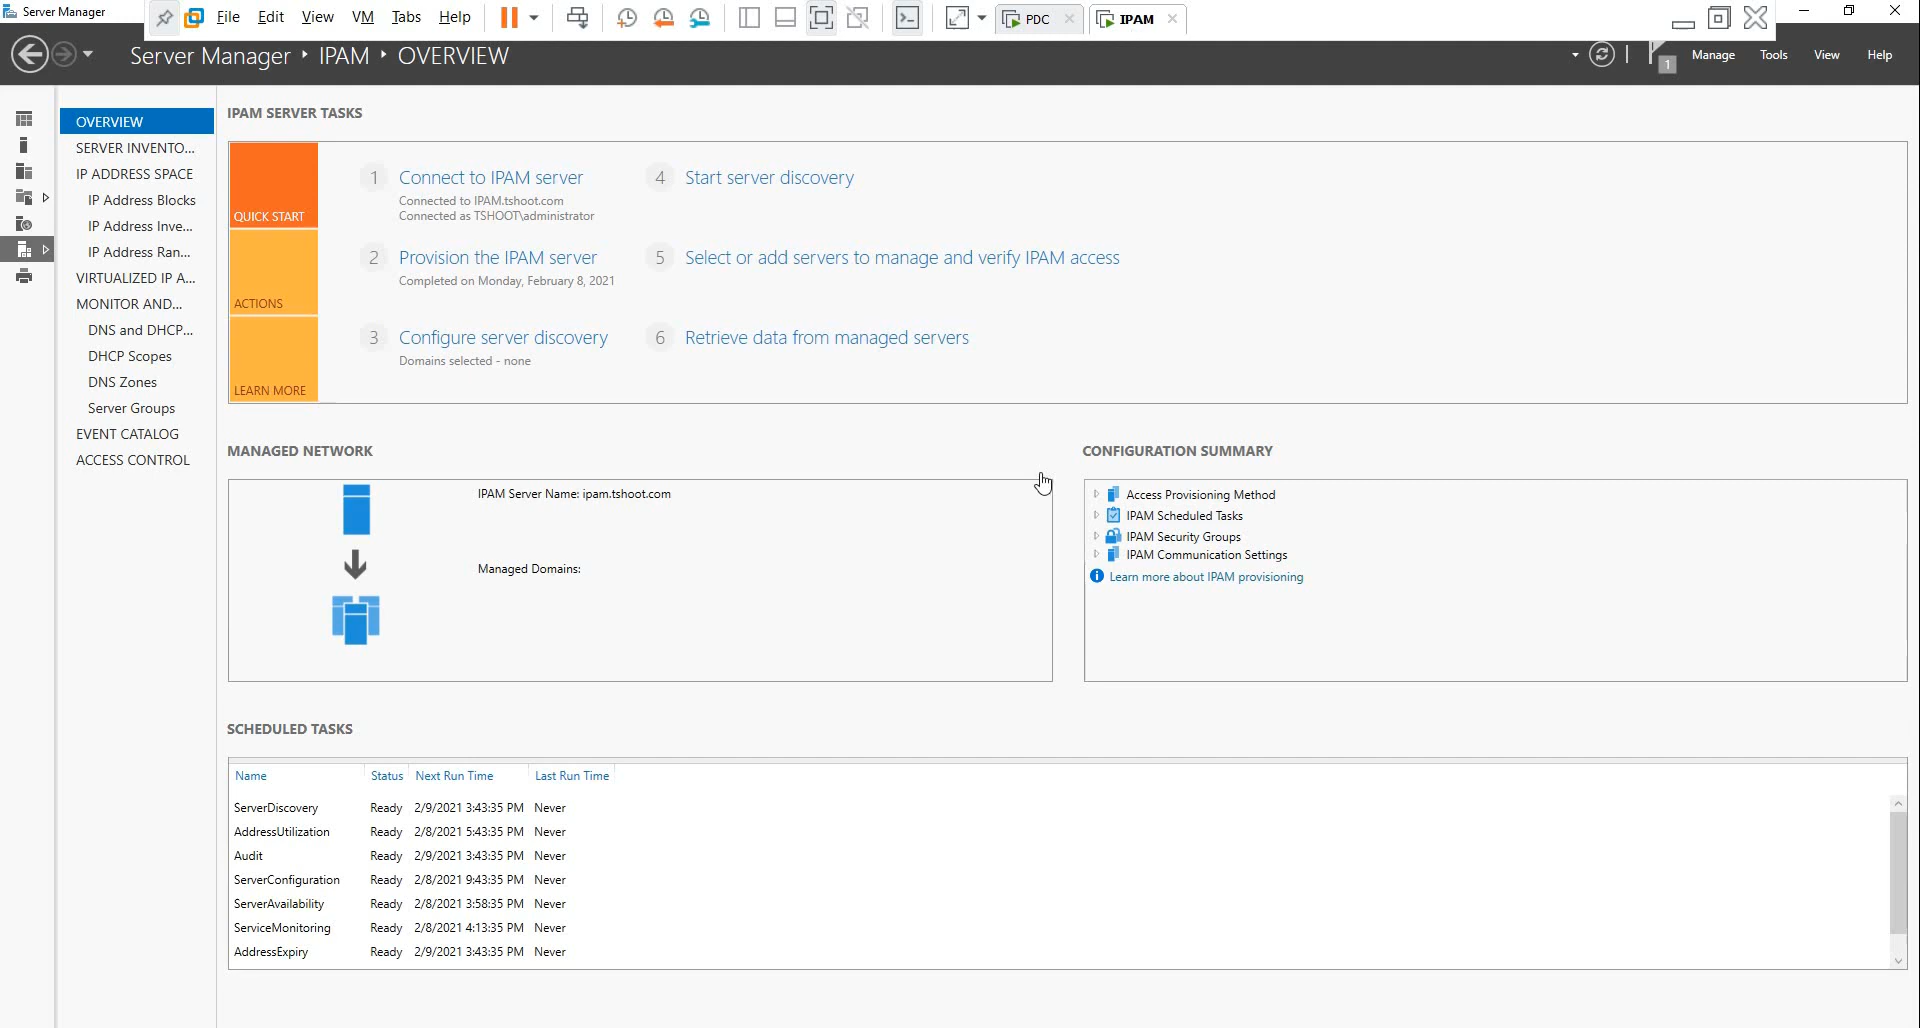 Server Manager
File Edit View VM Tabs Help
PDC
IPAM
Server Manager IPAM OVERVIEW
1
Manage Tools View Help
OVERVIEW
SERVER INVENTO...
IP ADDRESS SPACE
IP Address Blocks
IP Address Inve...
IP Address Ran...
VIRTUALIZED IP A...
MONITOR AND...
DNS and DHCP...
DHCP Scopes
DNS Zones
Server Groups
EVENT CATALOG
ACCESS CONTROL
IPAM SERVER TASKS
QUICK START
ACTIONS
LEARN MORE
1 Connect to IPAM server
Connected to IPAM.tshoot.com
Connected as TSHOOT\administrator
2 Provision the IPAM server
Completed on Monday, February 8, 2021
3 Configure server discovery
Domains selected - none
4 Start server discovery
5 Select or add servers to manage and verify IPAM access
6 Retrieve data from managed servers
MANAGED NETWORK
IPAM Server Name: ipam.tshoot.com
Managed Domains:
CONFIGURATION SUMMARY
Access Provisioning Method
IPAM Scheduled Tasks
IPAM Security Groups
IPAM Communication Settings
Learn more about IPAM provisioning
SCHEDULED TASKS
Name Status Next Run Time Last Run Time
ServerDiscovery Ready 2/9/2021 3:43:35 PM Never
AddressUtilization Ready 2/8/2021 5:43:35 PM Never
Audit Ready 2/9/2021 3:43:35 PM Never
ServerConfiguration Ready 2/8/2021 9:43:35 PM Never
ServerAvailability Ready 2/8/2021 3:58:35 PM Never
ServiceMonitoring Ready 2/8/2021 4:13:35 PM Never
AddressExpiry Ready 2/9/2021 3:43:35 PM Never